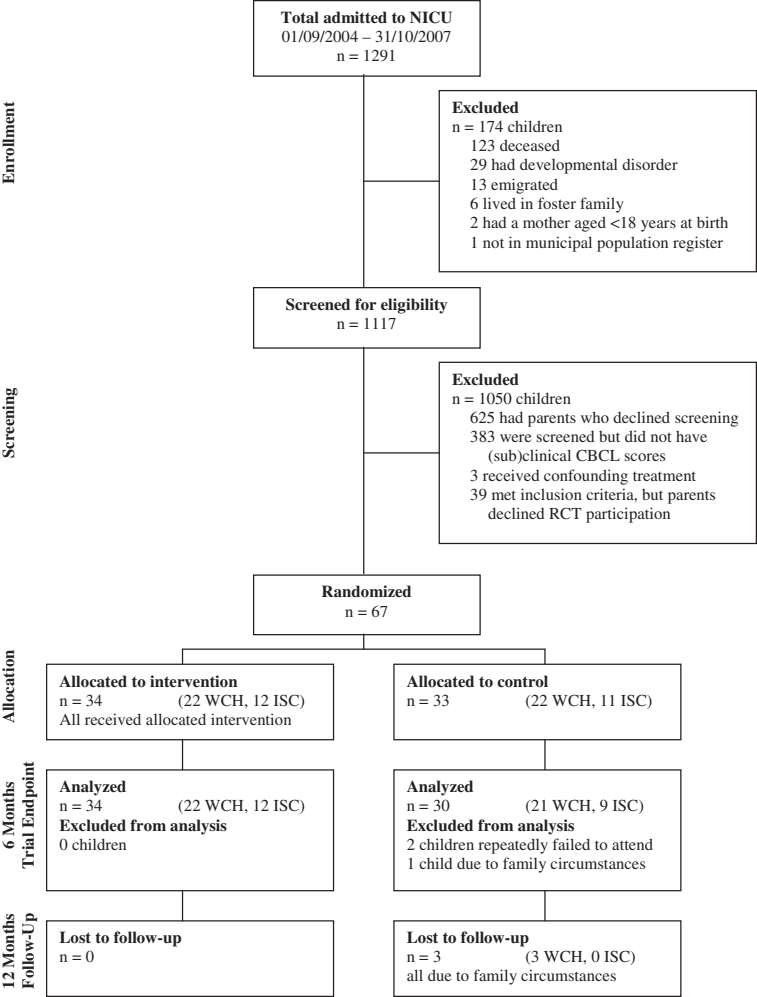 Total admitted to NICU
01/09/2004 – 31/10/2007
n = 1291
Enrollment
Excluded
n = 174 children
123 deceased
29 had developmental disorder
13 emigrated
6 lived in foster family
2 had a mother aged <18 years at birth
1 not in municipal population register
Screened for eligibility
n = 1117
Screening
Excluded
n = 1050 children
625 had parents who declined screening
383 were screened but did not have
(sub)clinical CBCL scores
3 received confounding treatment
39 met inclusion criteria, but parents
declined RCT participation
Randomized
n = 67
Allocation
Allocated to intervention
n = 34 (22 WCH, 12 ISC)
All received allocated intervention
Allocated to control
n = 33 (22 WCH, 11 ISC)
6 Months
Trial Endpoint
Analyzed
n = 34 (22 WCH, 12 ISC)
Excluded from analysis
0 children
Analyzed
n = 30 (21 WCH, 9 ISC)
Excluded from analysis
2 children repeatedly failed to attend
1 child due to family circumstances
12 Months
Follow-Up
Lost to follow-up
n = 0
Lost to follow-up
n = 3 (3 WCH, 0 ISC)
all due to family circumstances